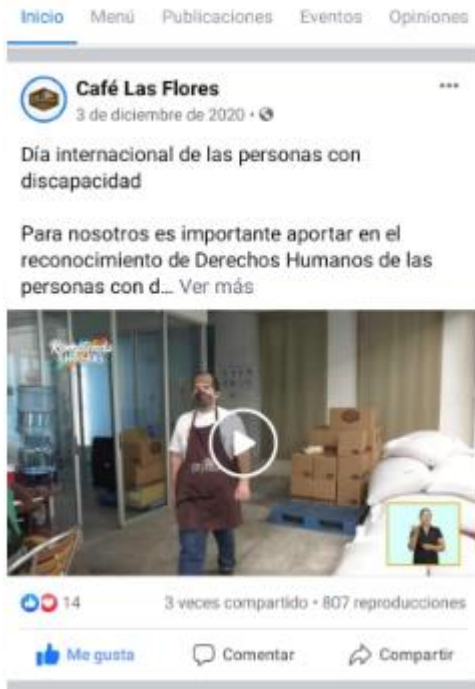 Inicio Menú Publicaciones Eventos Opiniones
Café Las Flores
3 de diciembre de 2020 •
Día internacional de las personas con
discapacidad
Para nosotros es importante aportar en el
reconocimiento de Derechos Humanos de las
personas con d... Ver más
14 3 veces compartido • 807 reproducciones
Me gusta Comentar Compartir